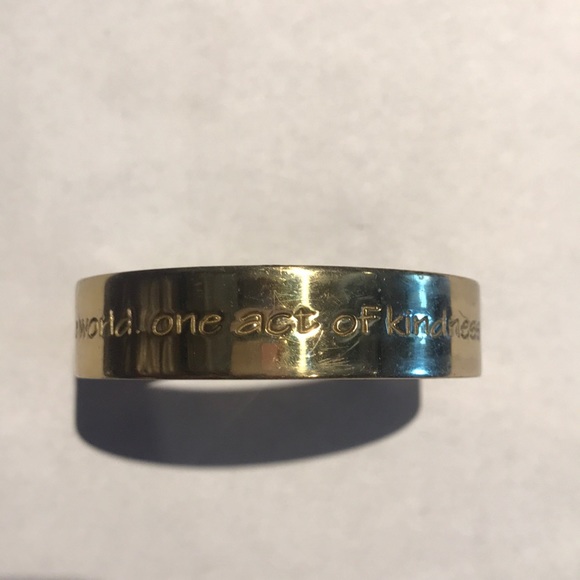 world. one act of kindness